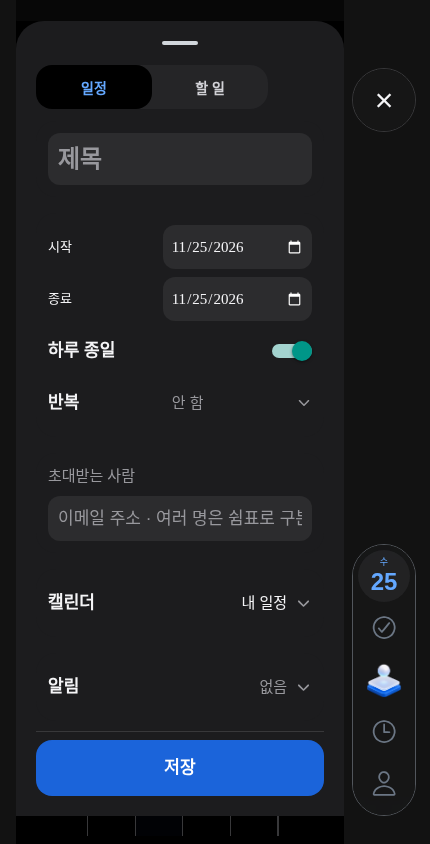 일정
할 일
제목
시작
11/25/2026
종료
11/25/2026
하루 종일
반복
안 함
초대받는 사람
이메일 주소 · 여러 명은 쉼표로 구
캘린더
내 일정
알림
없음
저장
수
25